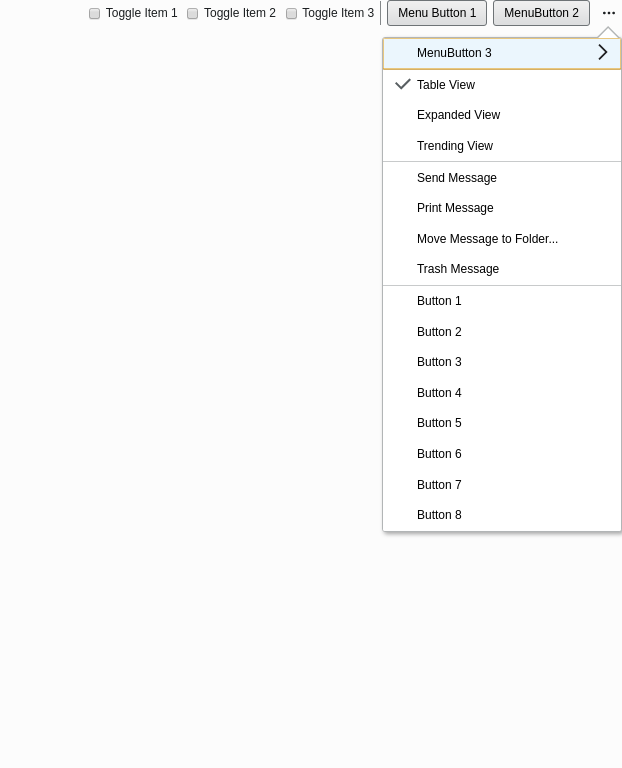 Toggle Item 1 Toggle Item 2 Toggle Item 3 Menu Button 1 MenuButton 2
MenuButton 3
Table View
Expanded View
Trending View
Send Message
Print Message
Move Message to Folder...
Trash Message
Button 1
Button 2
Button 3
Button 4
Button 5
Button 6
Button 7
Button 8